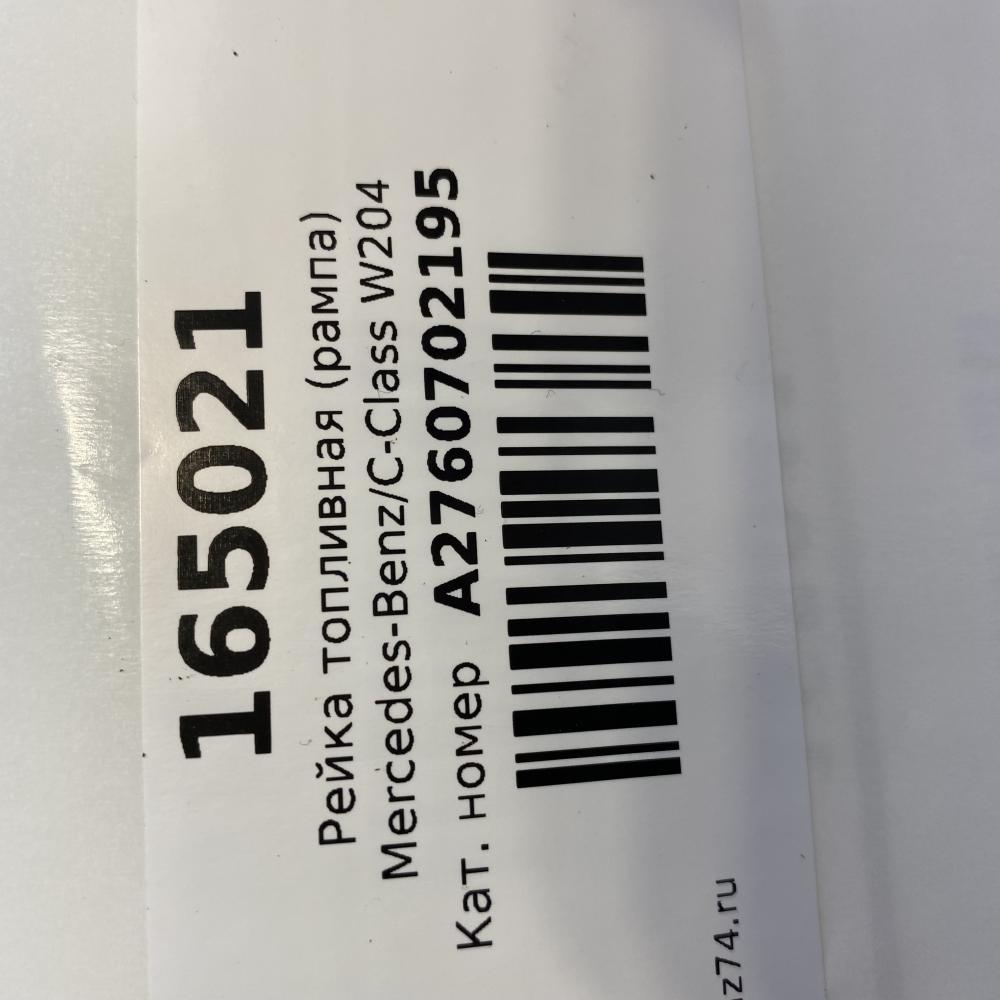 165021
Рейка топливная (рампа)
Mercedes-Benz/C-Class W204
Кат. номер A2760702195